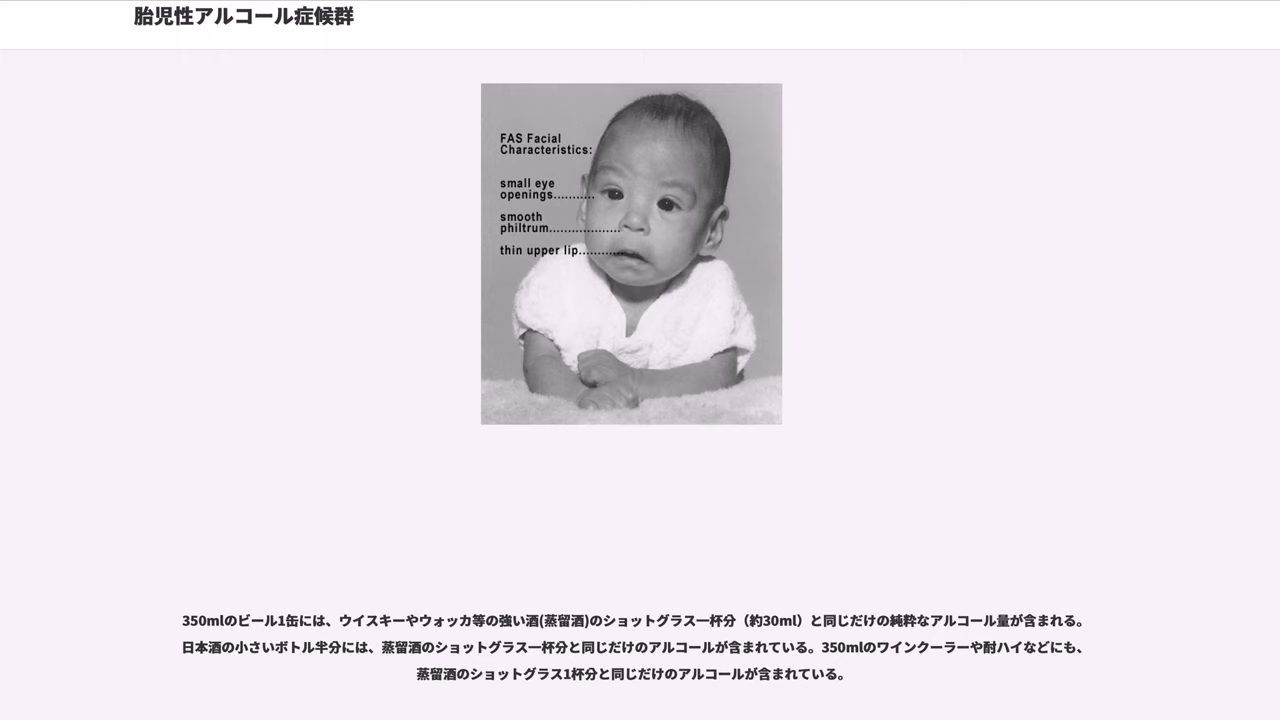 胎児性アルコール症候群
FAS Facial
Characteristics:
small eye
openings...........
smooth
philtrum....................
thin upper lip.............
350mlのビール1缶には、ウイスキーやウォッカ等の強い酒(蒸留酒)のショットグラス一杯分（約30ml）と同じだけの純粋なアルコール量が含まれる。
日本酒の小さいボトル半分には、蒸留酒のショットグラス一杯分と同じだけのアルコールが含まれている。350mlのワインクーラーや酎ハイなどにも、
蒸留酒のショットグラス1杯分と同じだけのアルコールが含まれている。